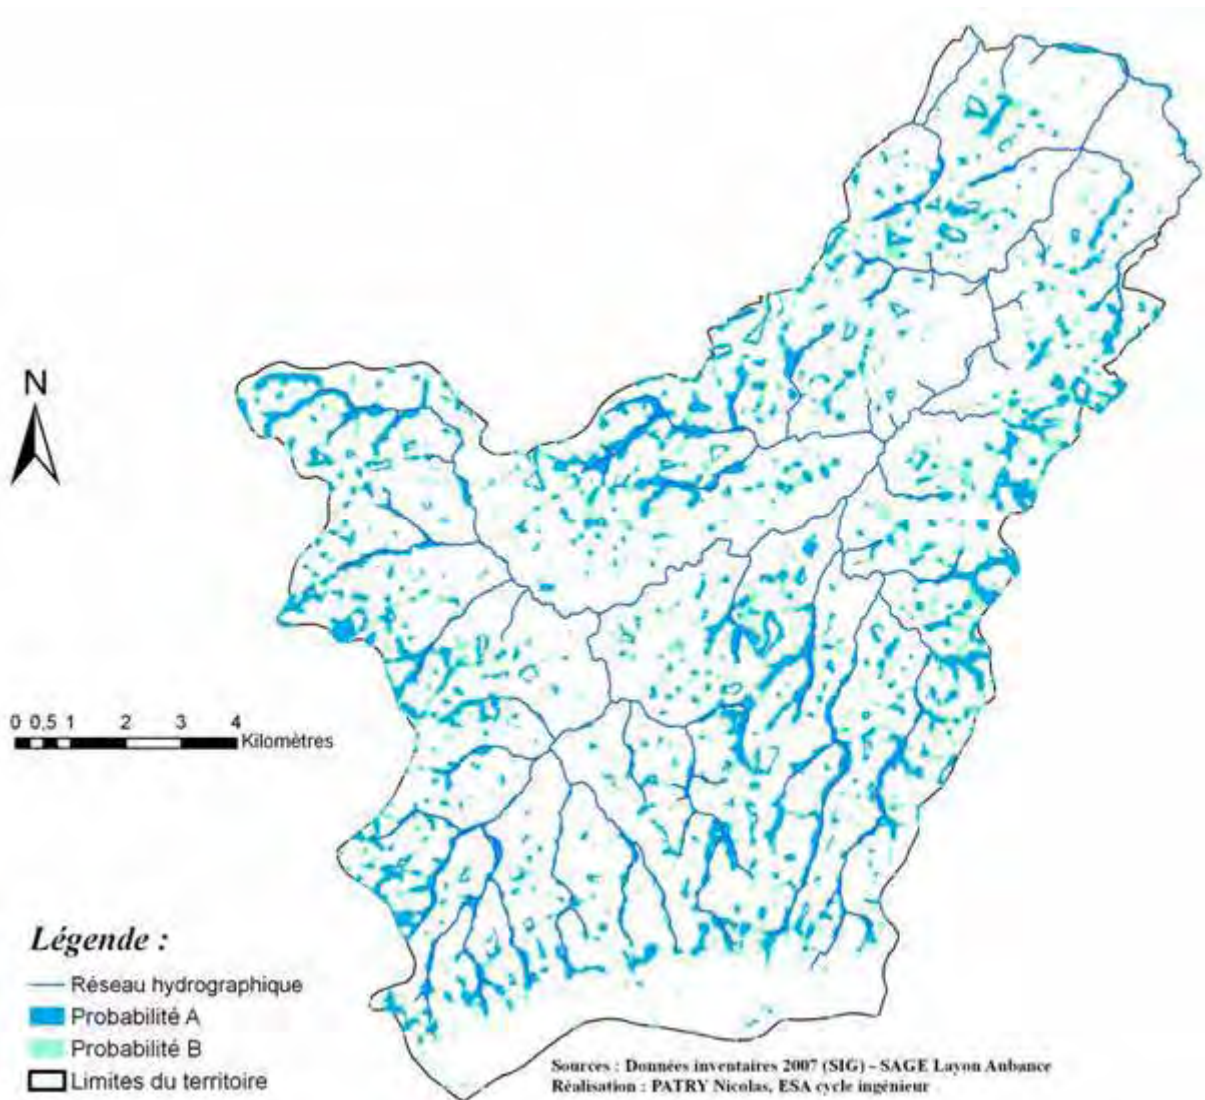 N
0 0,5 1 2 3 4
Kilomètres
Légende :
Réseau hydrographique
Probabilité A
Probabilité B
Limites du territoire
Sources : Données inventaires 2007 (SIG) - SAGE Layon Aubance
Réalisation : PATRY Nicolas, ESA cycle ingénieur